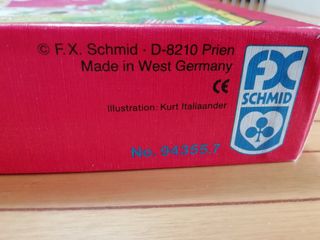 © F.X. Schmid · D-8210 Prien
Made in West Germany
CE
Illustration: Kurt Italiaander
No. 94355.7
FX
SCHMID